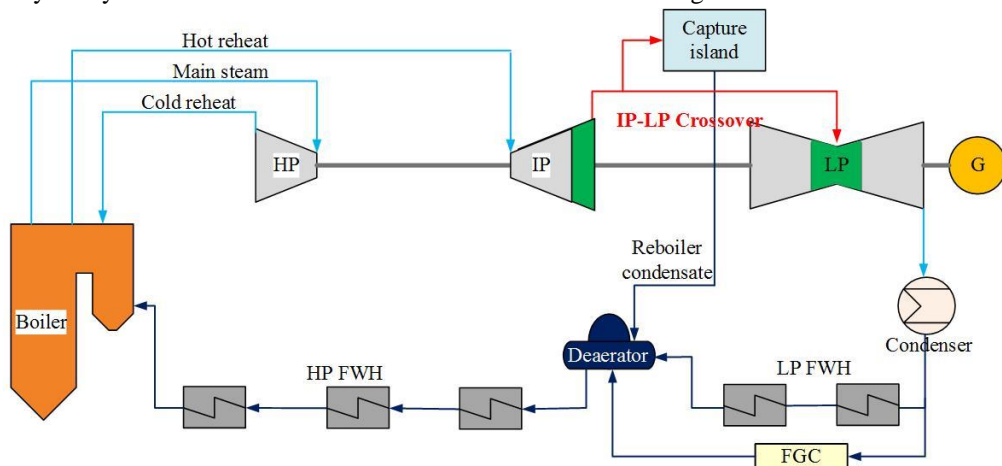 Hot reheat
Main steam
Cold reheat
Capture
island
IP-LP Crossover
HP
IP
LP
G
Reboiler
condensate
Boiler
Deaerator
Condenser
HP FWH
LP FWH
FGC